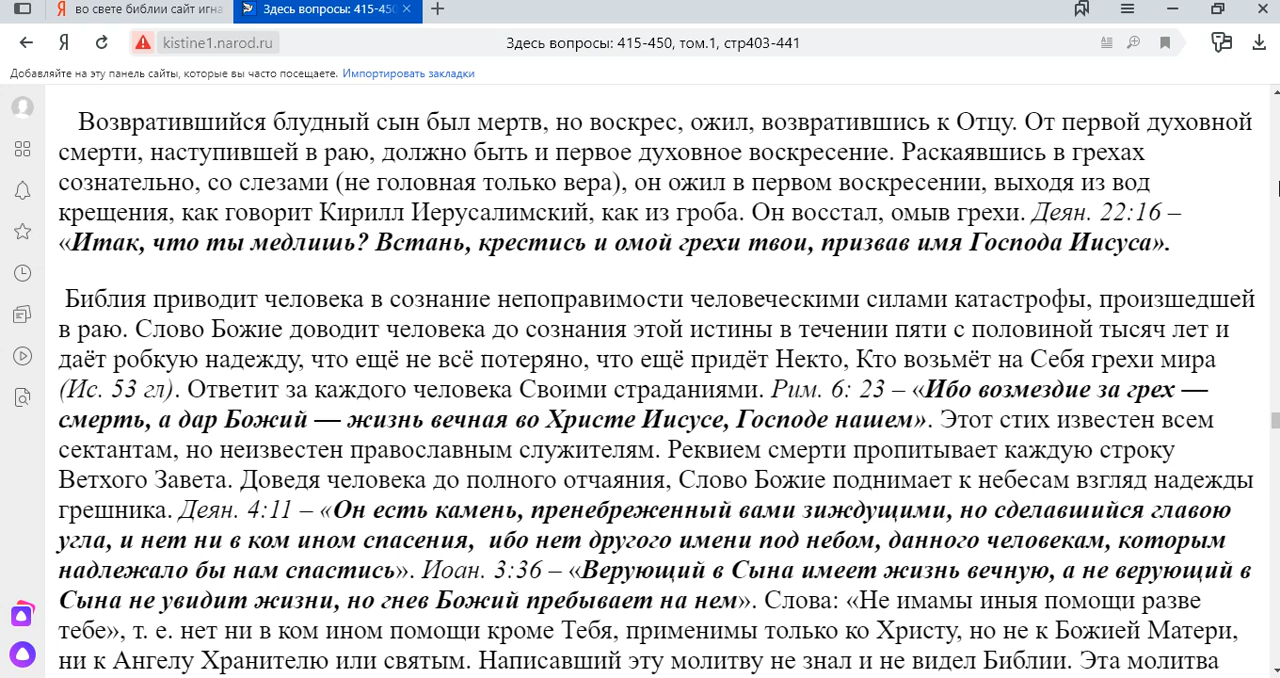 во свете библии сайт игна
Здесь вопросы: 415-450
kistine1.narod.ru
Здесь вопросы: 415-450, том.1, стр403-441
Добавляйте на эту панель сайты, которые вы часто посещаете. Импортировать закладки
Возвратившийся блудный сын был мертв, но воскрес, ожил, возвратившись к Отцу. От первой духовной
смерти, наступившей в раю, должно быть и первое духовное воскресение. Раскаявшись в грехах
сознательно, со слезами (не головная только вера), он ожил в первом воскресении, выходя из вод
крещения, как говорит Кирилл Иерусалимский, как из гроба. Он восстал, омыв грехи. Деян. 22:16 –
«Итак, что ты медлишь? Встань, крестись и омой грехи твои, призвав имя Господа Иисуса».
Библия приводит человека в сознание непоправимости человеческими силами катастрофы, произшедшей
в раю. Слово Божие доводит человека до сознания этой истины в течении пяти с половиной тысяч лет и
даёт робкую надежду, что ещё не всё потеряно, что ещё придёт Некто, Кто возьмёт на Себя грехи мира
(Ис. 53 гл). Ответит за каждого человека Своими страданиями. Рим. 6: 23 – «Ибо возмездие за грех —
смерть, а дар Божий — жизнь вечная во Христе Иисусе, Господе нашем». Этот стих известен всем
сектантам, но неизвестен православным служителям. Реквием смерти пропитывает каждую строку
Ветхого Завета. Доведя человека до полного отчаяния, Слово Божие поднимает к небесам взгляд надежды
грешника. Деян. 4:11 – «Он есть камень, пренебреженный вами зиждущими, но сделавшийся главою
угла, и нет ни в ком ином спасения, ибо нет другого имени под небом, данного человекам, которым
надлежало бы нам спастись». Иоан. 3:36 – «Верующий в Сына имеет жизнь вечную, а не верующий в
Сына не увидит жизни, но гнев Божий пребывает на нем». Слова: «Не имамы иныя помощи разве
тебе», т. е. нет ни в ком ином помощи кроме Тебя, применимы только ко Христу, но не к Божией Матери,
ни к Ангелу Хранителю или святым. Написавший эту молитву не знал и не видел Библии. Эта молитва